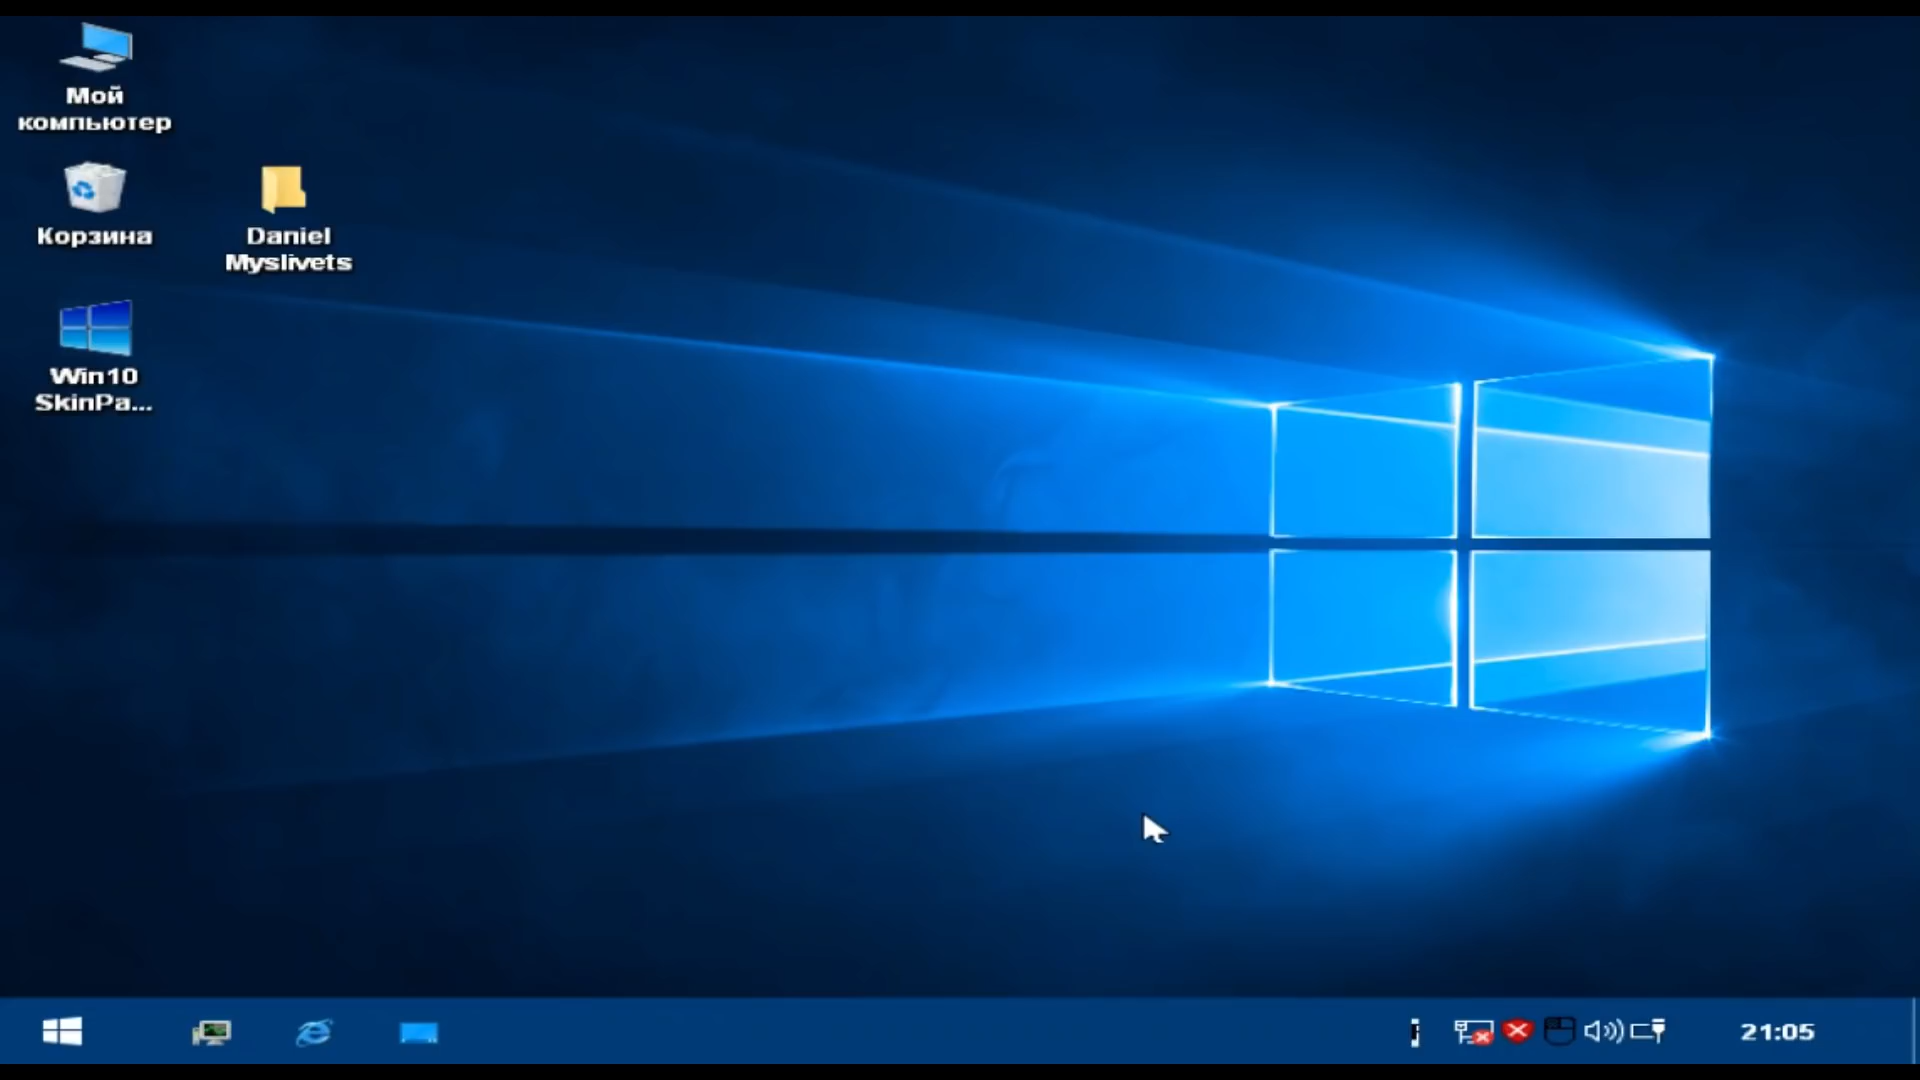 Мой
компьютер
Корзина
Daniel
Myslivets
Win10
SkinPa...
21:05